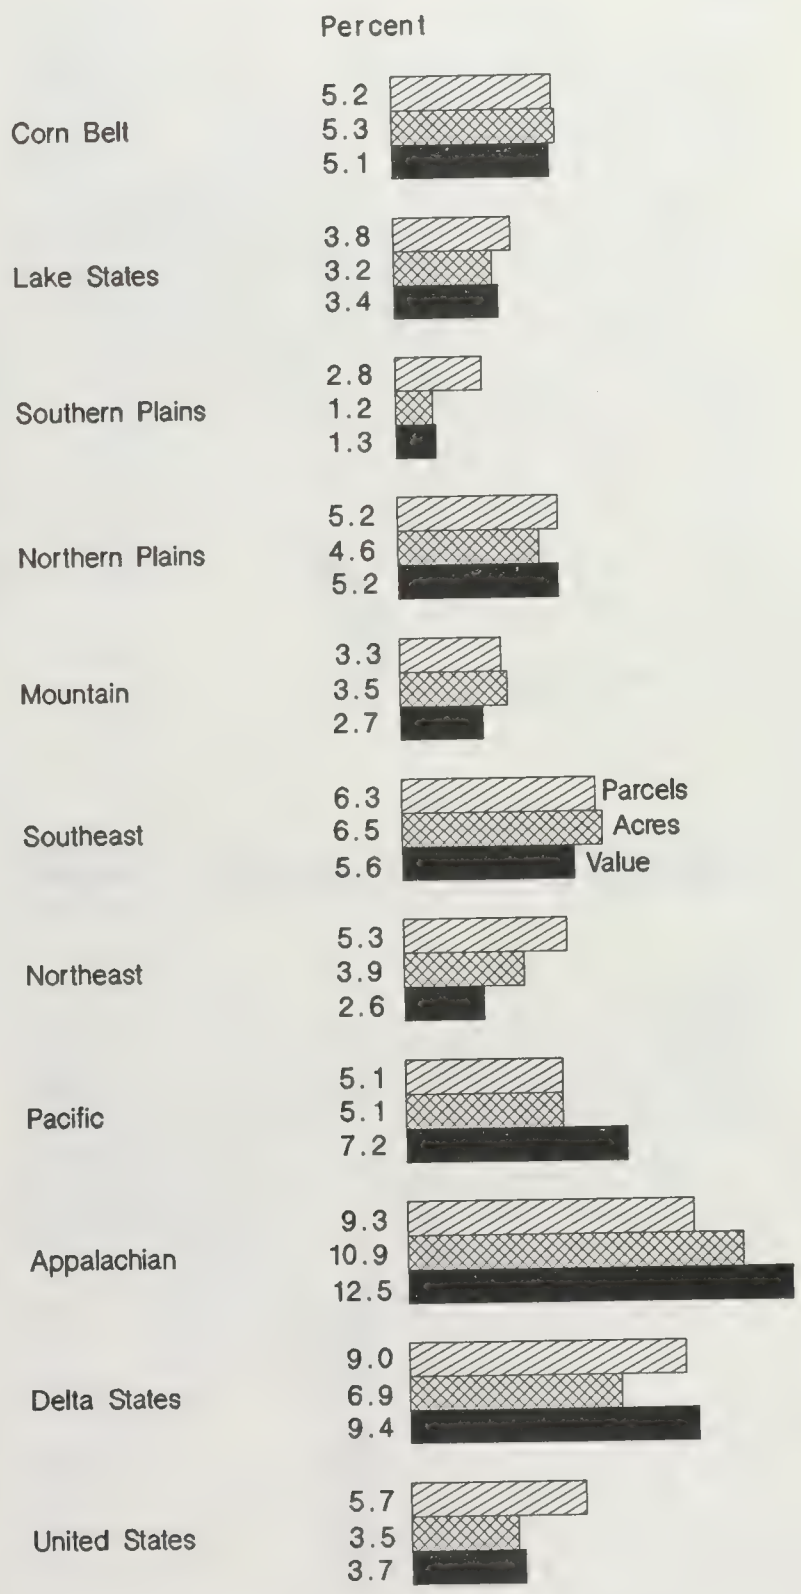 Percent
5.2
Corn Belt 5.3
5.1
3.8
Lake States 3.2
3.4
2.8
Southern Plains 1.2
1.3
5.2
Northern Plains 4.6
5.2
3.3
Mountain 3.5
2.7
6.3 Parcels
Southeast 6.5 Acres
5.6 Value
5.3
Northeast 3.9
2.6
5.1
Pacific 5.1
7.2
9.3
Appalachian 10.9
12.5
9.0
Delta States 6.9
9.4
5.7
United States 3.5
3.7